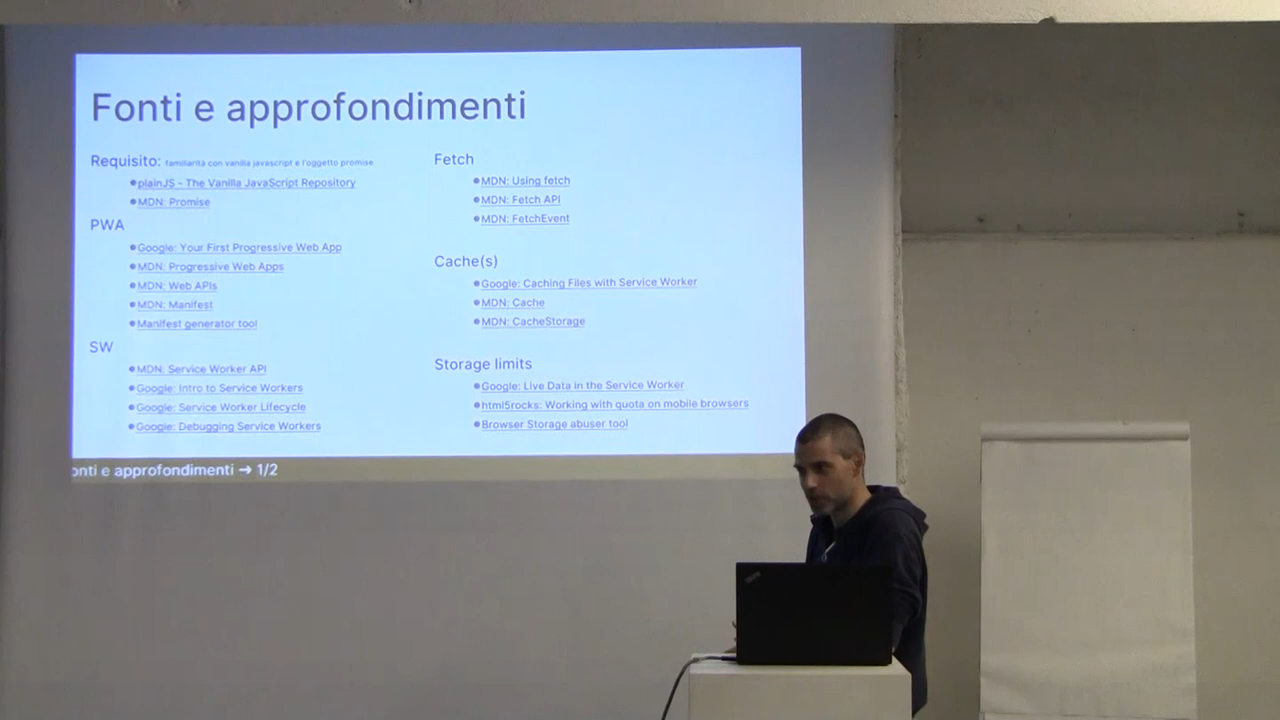 Fonti e approfondimenti
Requisito: familiarità con vanilla javascript e l'oggetto promise
plainJS - The Vanilla JavaScript Repository
MDN: Promise
PWA
Google: Your First Progressive Web App
MDN: Progressive Web Apps
MDN: Web APIs
MDN: Manifest
Manifest generator tool
SW
MDN: Service Worker API
Google: Intro to Service Workers
Google: Service Worker Lifecycle
Google: Debugging Service Workers
Fetch
MDN: Using fetch
MDN: Fetch API
MDN: FetchEvent
Cache(s)
Google: Caching Files with Service Worker
MDN: Cache
MDN: CacheStorage
Storage limits
Google: Live Data in the Service Worker
html5rocks: Working with quota on mobile browsers
Browser Storage abuser tool
onti e approfondimenti → 1/2